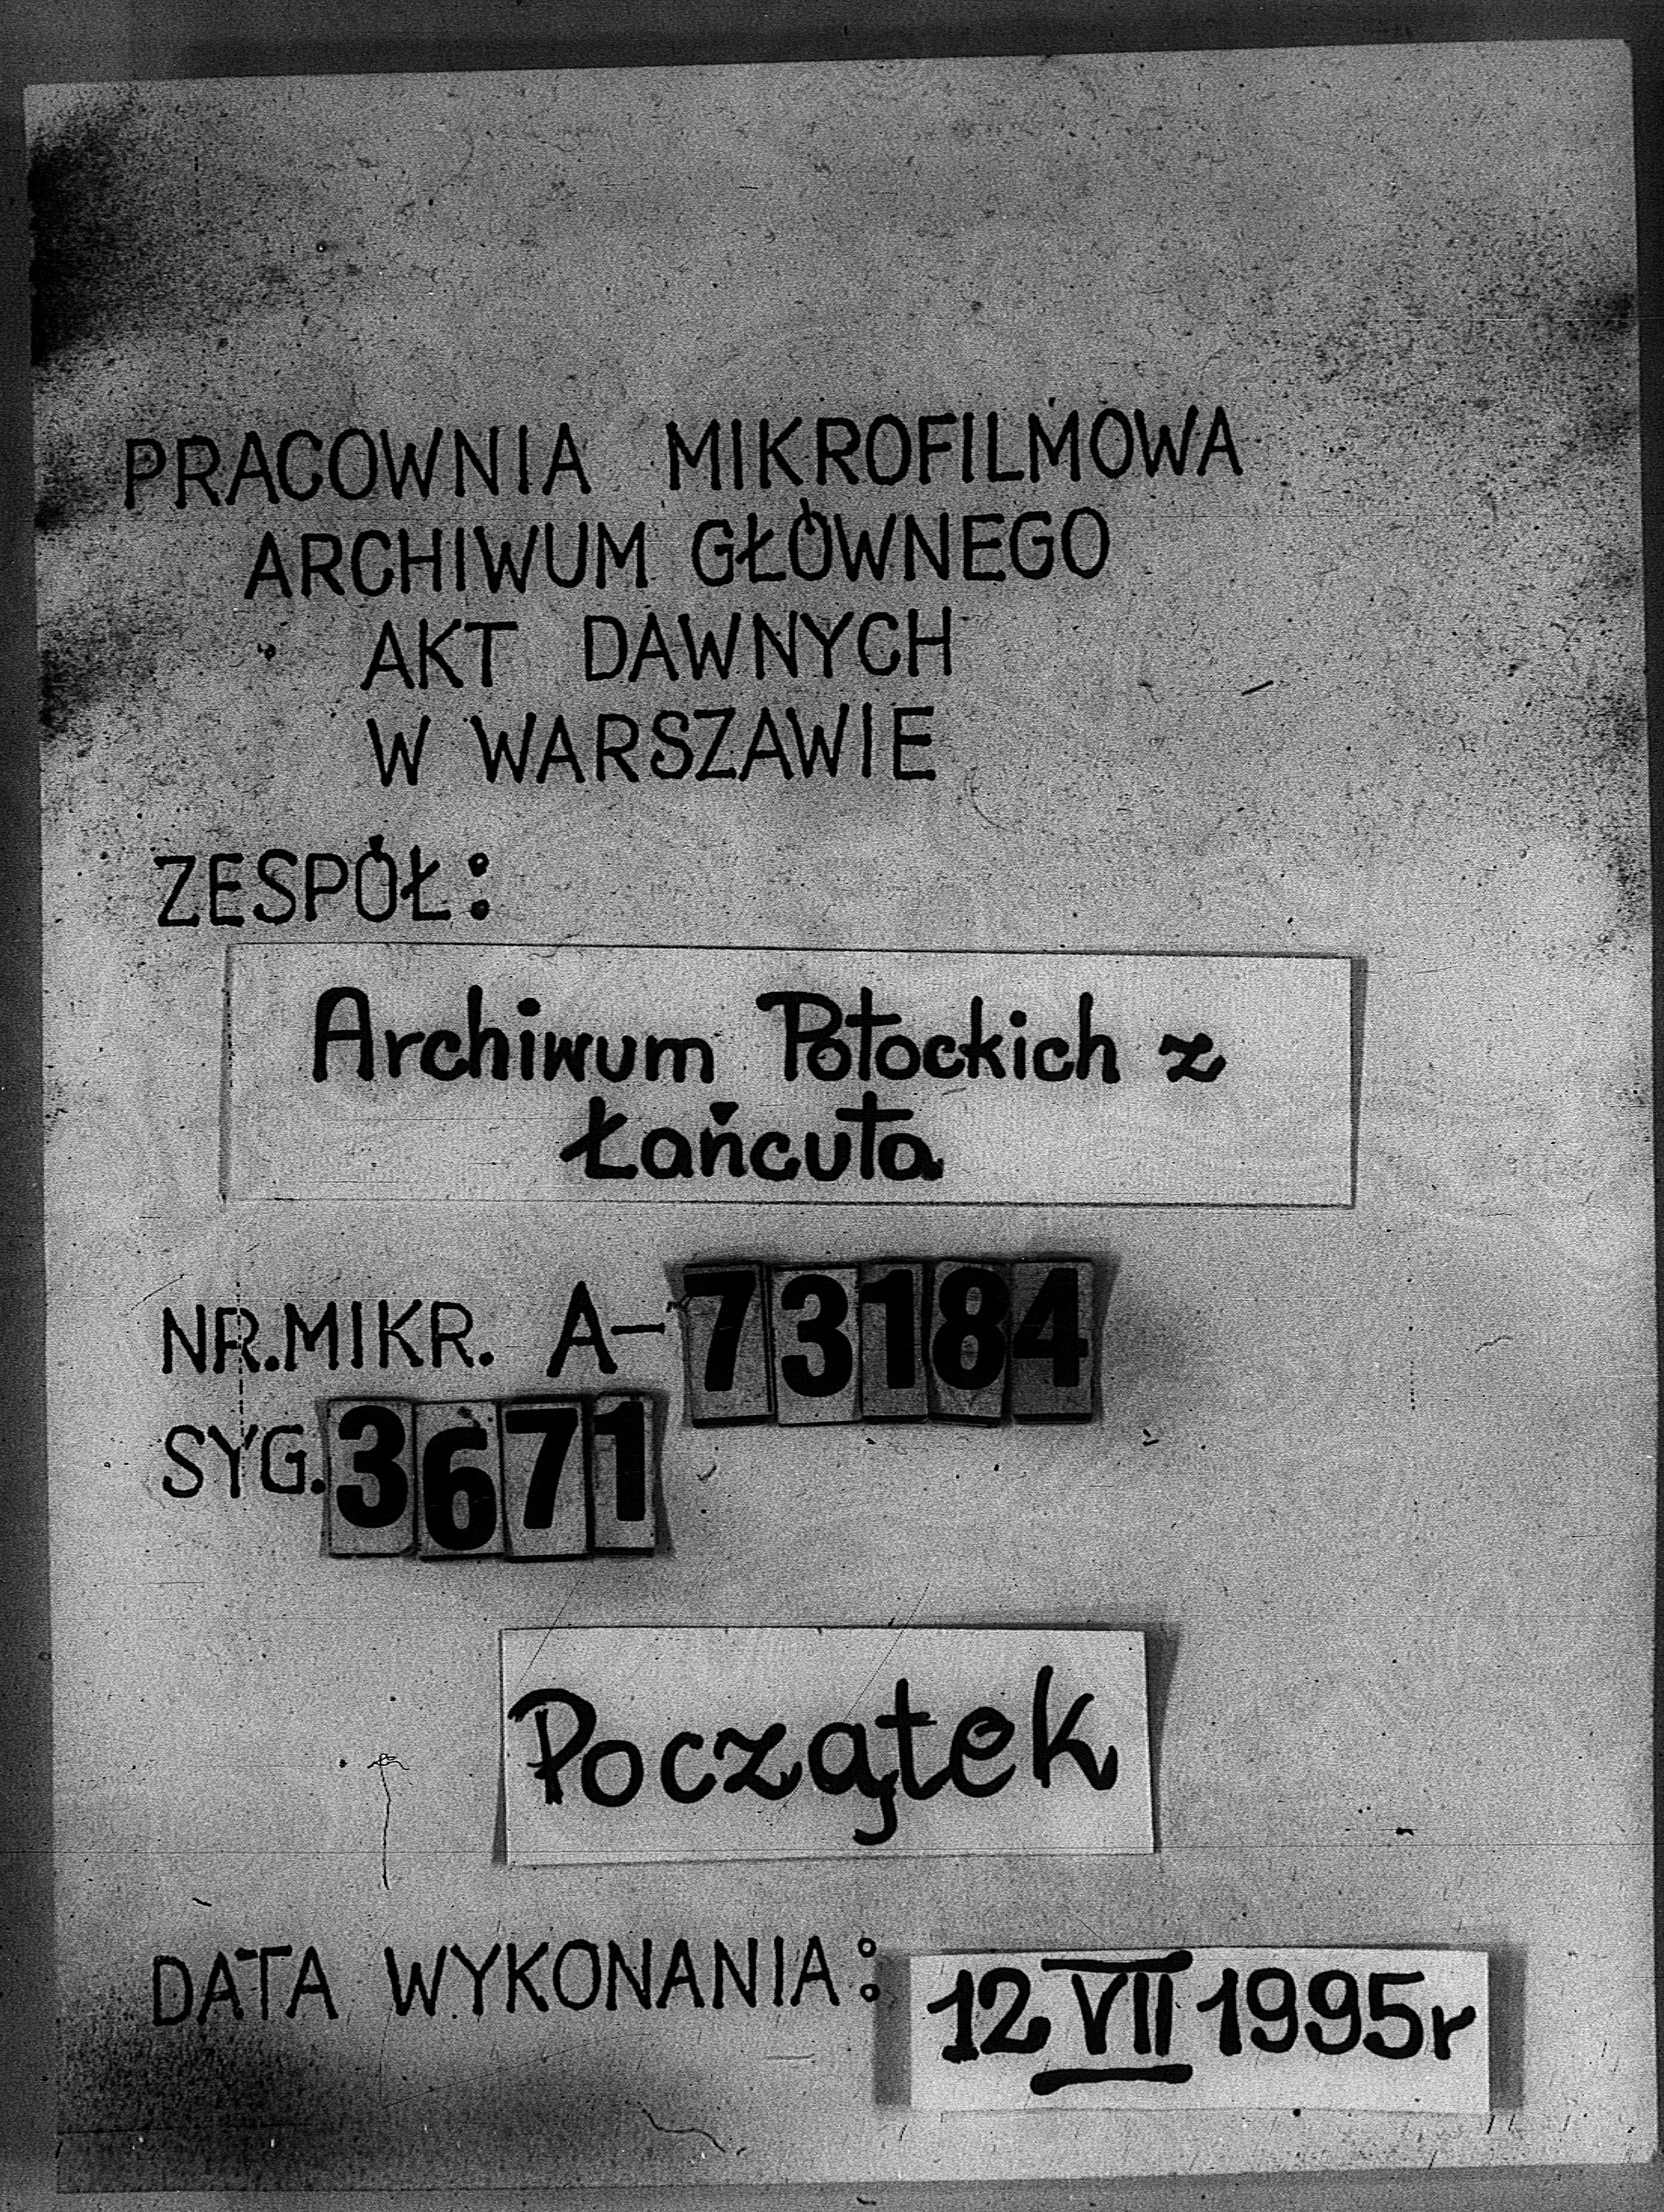 PRACOWNIA MIKROFILMOWA
ARCHIWUM GŁÓWNEGO
AKT DAWNYCH
W WARSZAWIE
ZESPÓŁ:
Archiwum Potockich z
Łańcuta
NR.MIKR. A-73184
SYG.3671
Początek
DATA WYKONANIA: 12 VII 1995r